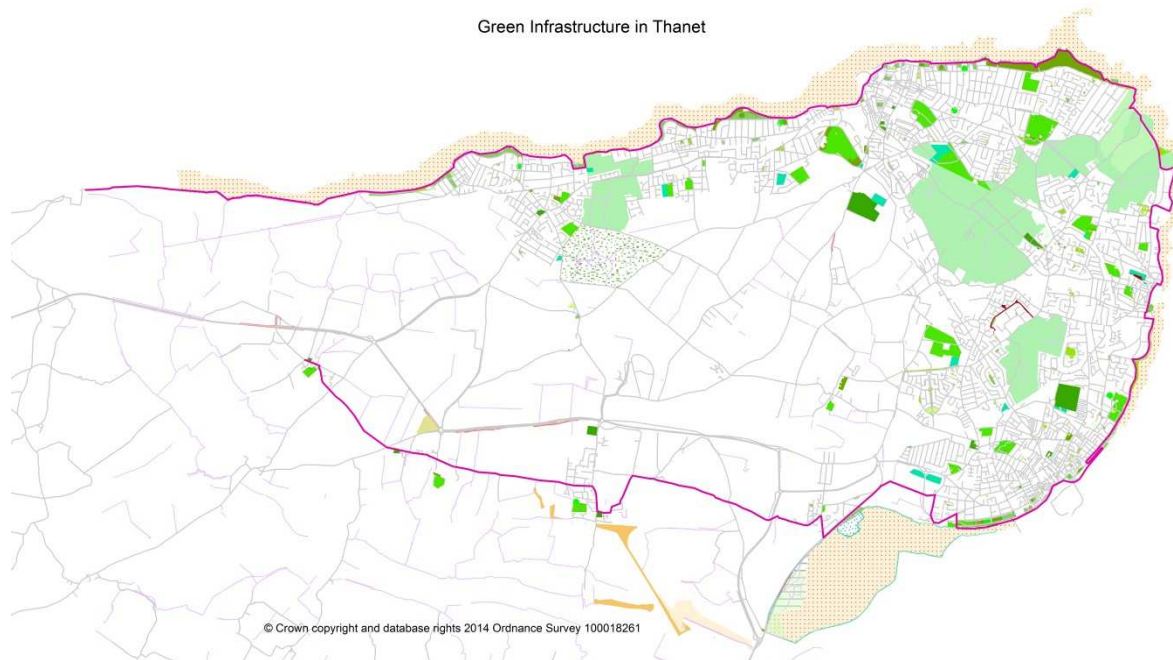 Green Infrastructure in Thanet
© Crown copyright and database rights 2014 Ordnance Survey 100018261